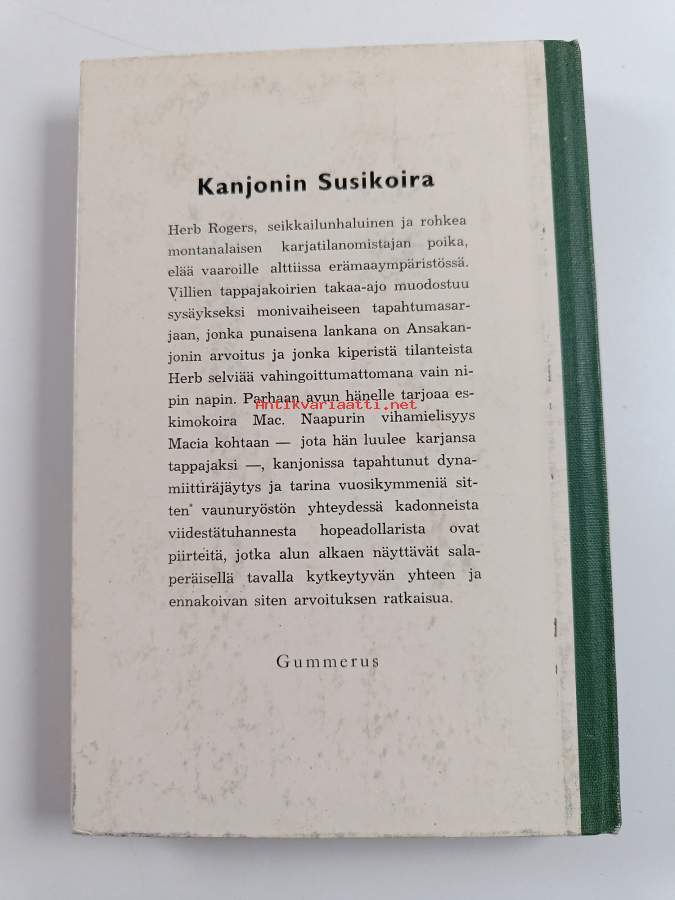 Kanjonin Susikoira
Herb Rogers, seikkailunhaluinen ja rohkea
montanalaisen karjatilanomistajan poika,
elää vaaroille alttiissa erämaaympäristössä.
Villien tappajakoirien takaa-ajo muodostuu
sysäykseksi monivaiheiseen tapahtumasar-
jaan, jonka punaisena lankana on Ansakan-
jonin arvoitus ja jonka kiperistä tilanteista
Herb selviää vahingoittumattomana vain ni-
pin napin. Parhaan avun hänelle tarjoaa es-
Antikvariaatti.net
kimokoira Mac. Naapurin vihamielisyys
Macia kohtaan — jota hän luulee karjansa
tappajaksi —, kanjonissa tapahtunut dyna-
miittiräjäytys ja tarina vuosikymmeniä sit-
ten vaunuryöstön yhteydessä kadonneista
viidestätuhannesta hopeadollarista ovat
piirteitä, jotka alun alkaen näyttävät sala-
peräisellä tavalla kytkeytyvän yhteen ja
ennakoivan siten arvoituksen ratkaisua.
Gummerus